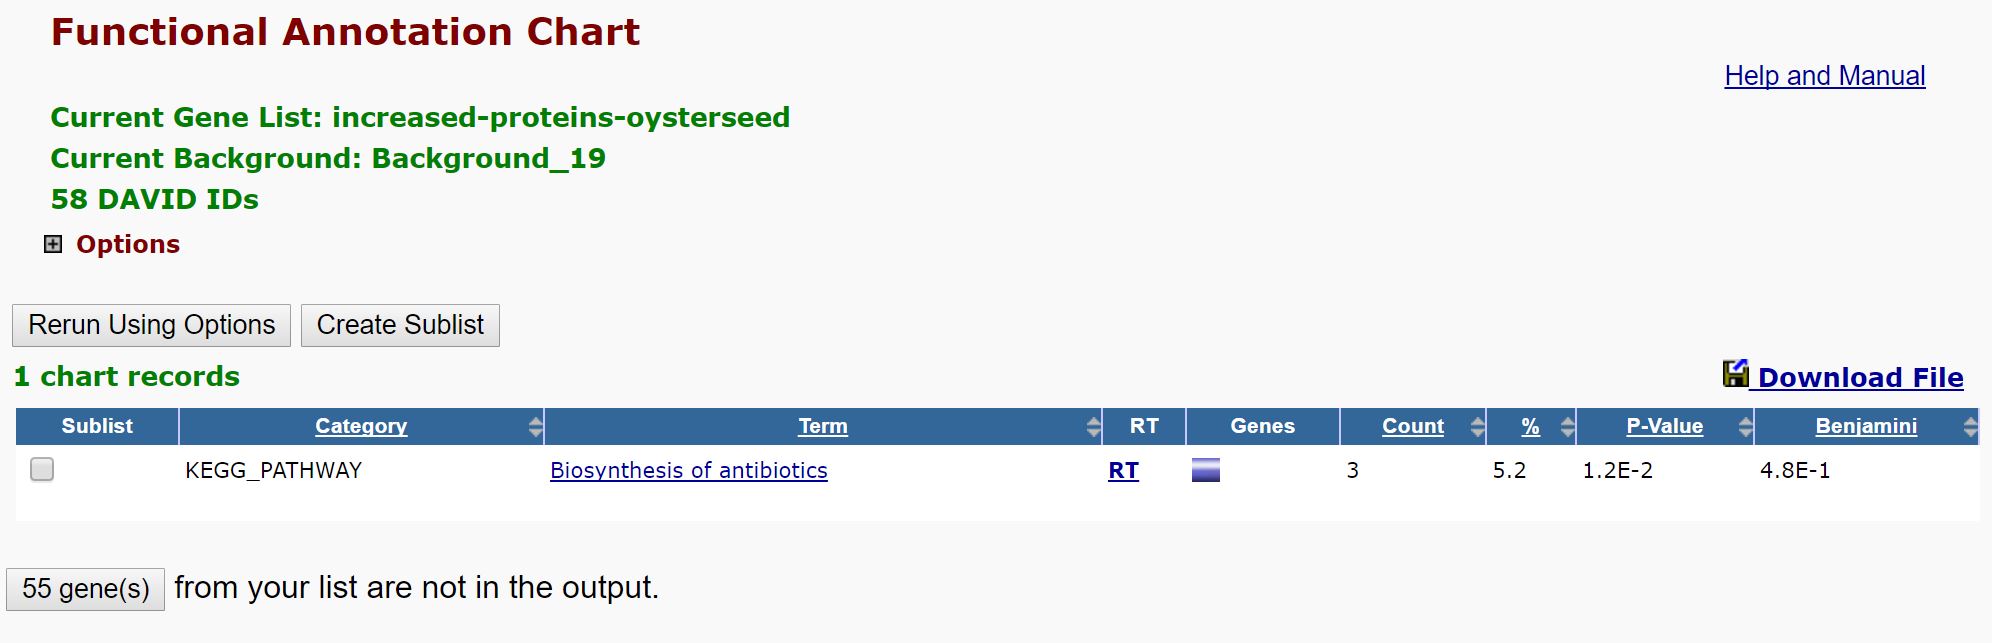 Functional Annotation Chart
Help and Manual
Current Gene List: increased-proteins-oysterseed
Current Background: Background_19
58 DAVID IDs
Options
Rerun Using Options Create Sublist
1 chart records
Download File
Sublist Category Term RT Genes Count % P-Value Benjamini
KEGG_PATHWAY Biosynthesis of antibiotics RT 3 5.2 1.2E-2 4.8E-1
55 gene(s) from your list are not in the output.